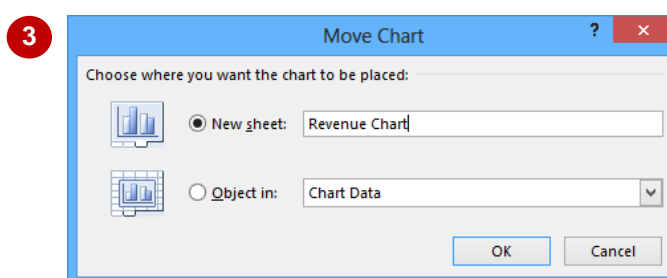 3
Move Chart
? ×
Choose where you want the chart to be placed:
New sheet: Revenue Chart
Object in: Chart Data
OK Cancel